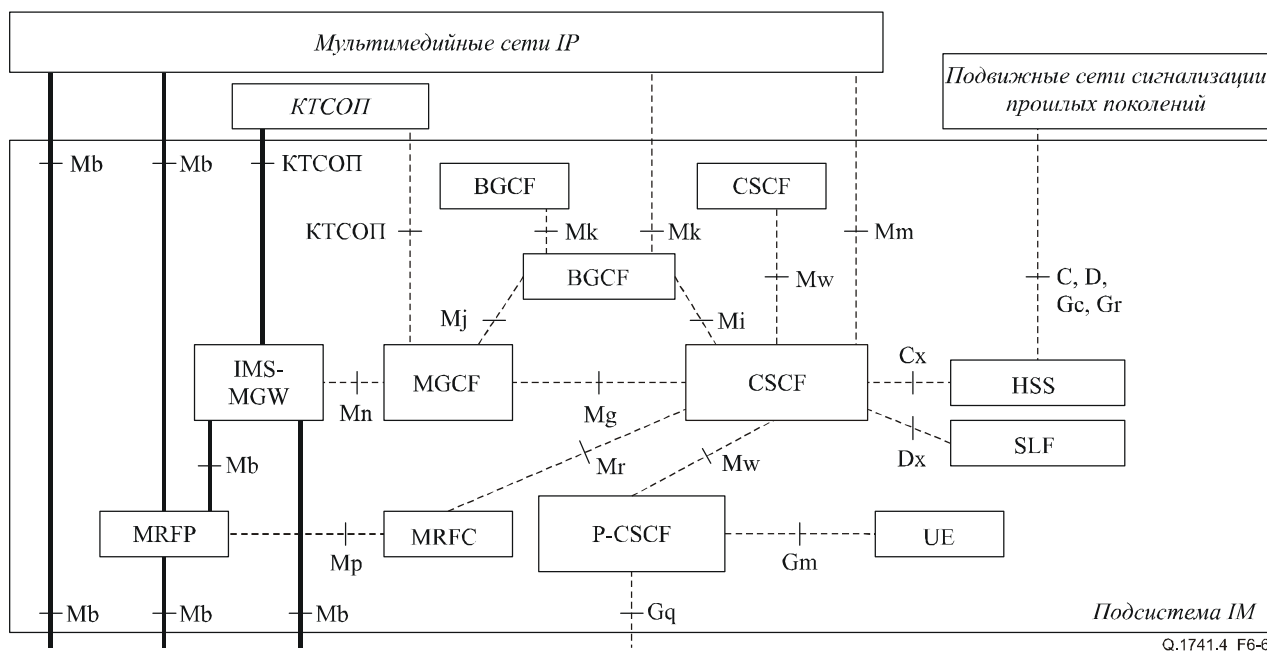 Мультимедийные сети IP
Подвижные сети сигнализации
прошлых поколений
КТСОП
Mb
Mb
КТСОП
BGCF
CSCF
КТСОП
Mk
Mk
Mm
BGCF
Mw
C, D,
Gc, Gr
Mj
Mi
IMS-
MGW
MGCF
CSCF
Cx
HSS
Mn
Mg
SLF
Dx
Mb
Mr
Mw
MRFP
MRFC
P-CSCF
UE
Mp
Gm
Mb
Mb
Mb
Gq
Подсистема IM
Q.1741.4_F6-6